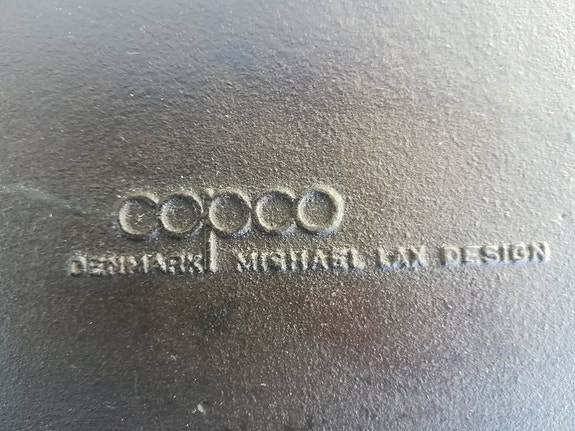 copco
DENMARK MICHAEL LAX DESIGN